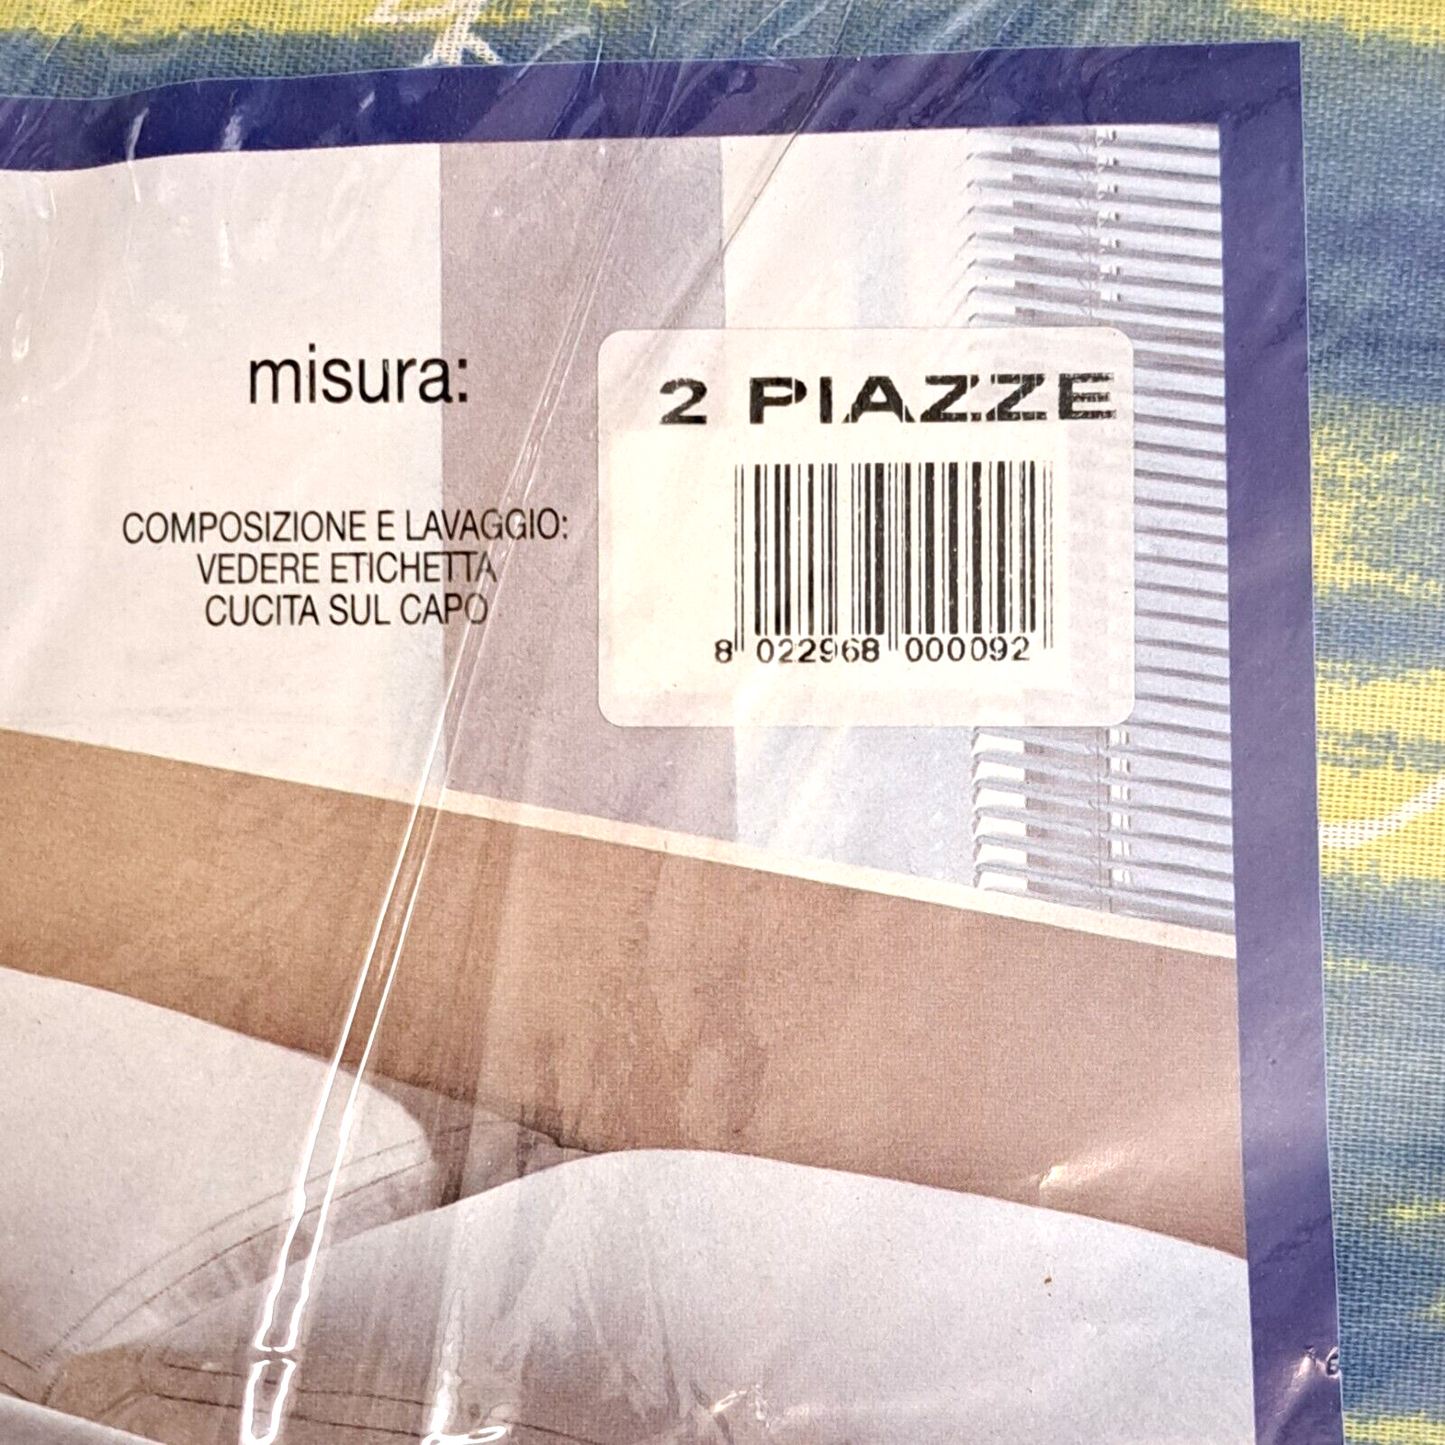 misura:
2 PIAZZE
COMPOSIZIONE E LAVAGGIO:
VEDERE ETICHETTA
CUCITA SUL CAPO
8 022968 000092